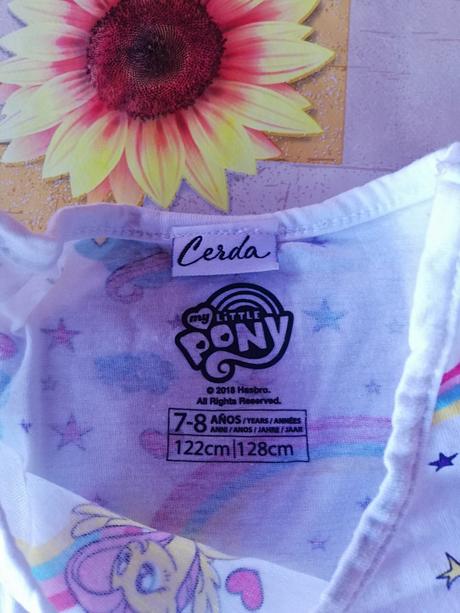 Cerda
my LITTLE
PONY
© 2018 Hasbro.
All Rights Reserved.
7-8 AÑOS / YEARS / ANNÉES
ANNI / ANOS / JAHRE / JAAR
122cm|128cm